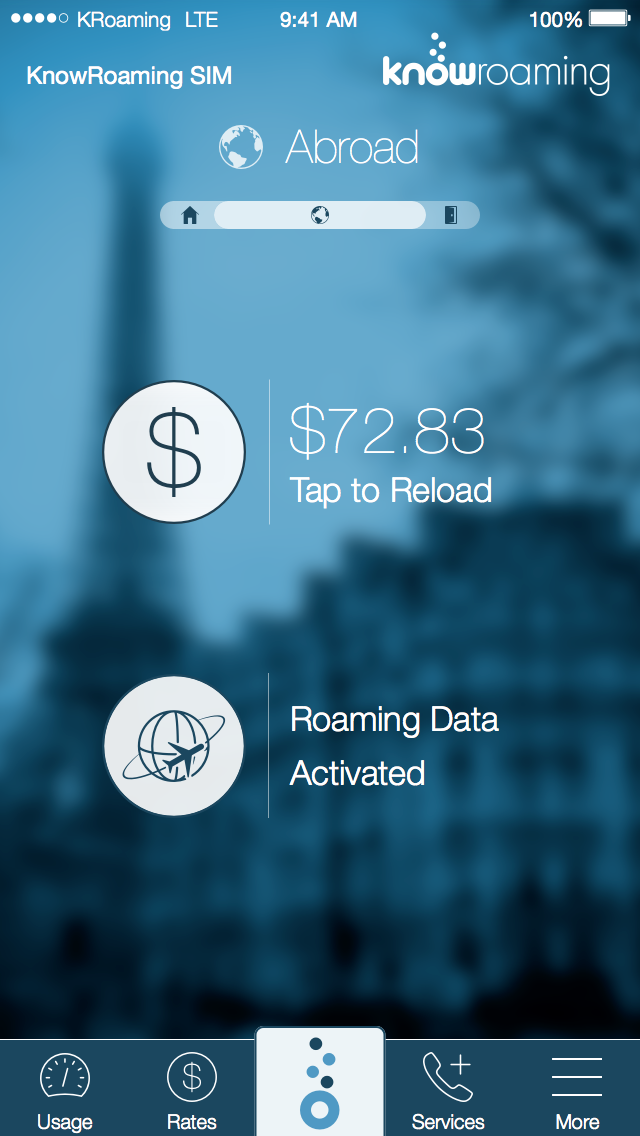 KRoaming LTE 9:41 AM 100%
KnowRoaming SIM knowroaming
Abroad
$
$72.83
Tap to Reload
Roaming Data
Activated
$
Usage Rates Services More